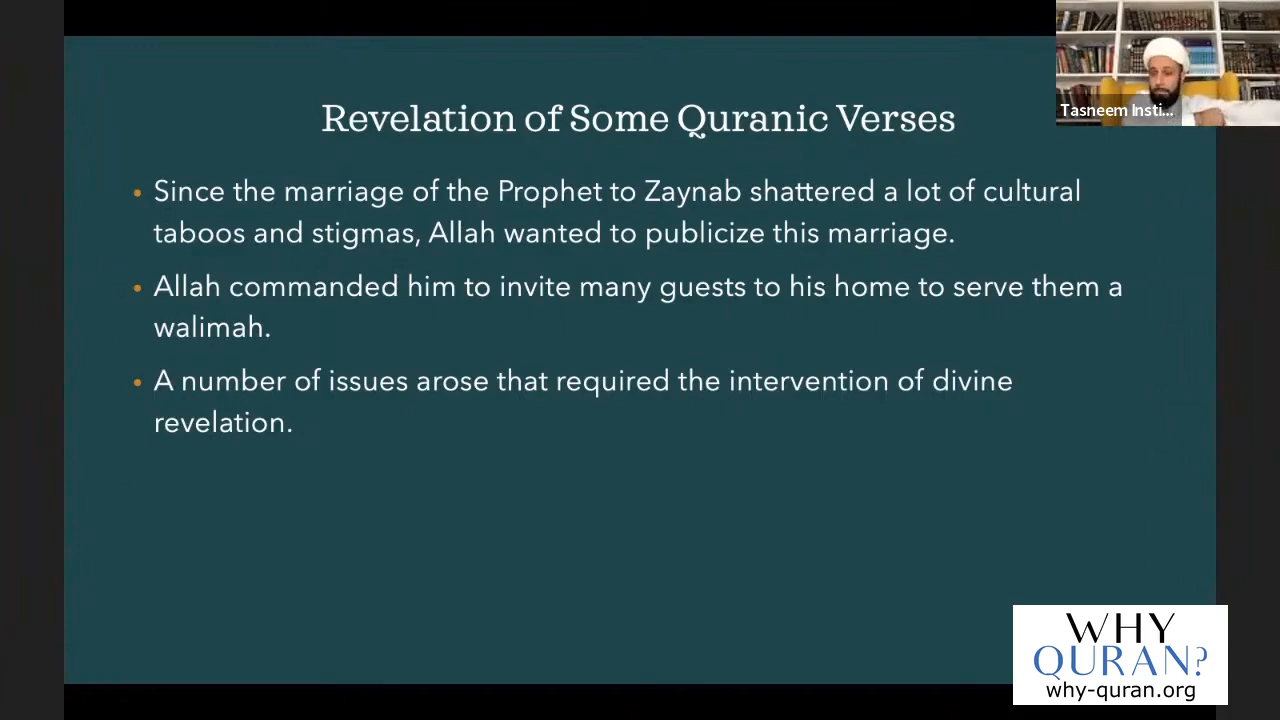 Revelation of Some Quranic Verses
Tasneem Insti...
• Since the marriage of the Prophet to Zaynab shattered a lot of cultural
taboos and stigmas, Allah wanted to publicize this marriage.
• Allah commanded him to invite many guests to his home to serve them a
walimah.
• A number of issues arose that required the intervention of divine
revelation.
WHY
QURAN?
why-quran.org